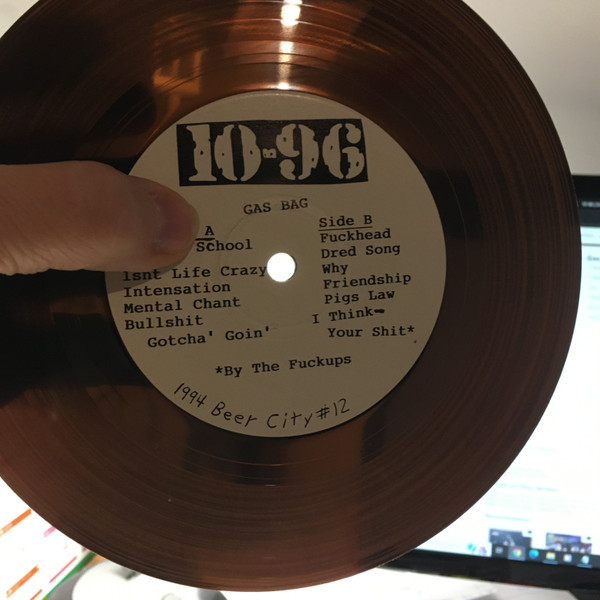 10-96
GAS BAG
A
School
Isnt Life Crazy
Intensation
Mental Chant
Bullshit
Gotcha' Goin'
Side B
Fuckhead
Dred Song
Why
Friendship
Pigs Law
I Think
Your Shit*
*By The Fuckups
1994 Beer City #12